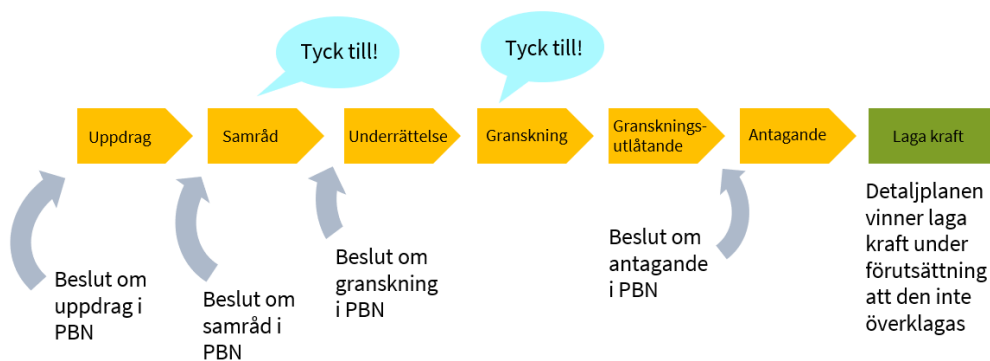 Tyck till!
Tyck till!
Uppdrag
Samråd
Underrättelse
Granskning
Gransknings-
utlåtande
Antagande
Laga kraft
Beslut om
uppdrag i
PBN
Beslut om
samråd i
PBN
Beslut om
granskning
i PBN
Beslut om
antagande
i PBN
Detaljplanen
vinner laga
kraft under
förutsättning
att den inte
överklagas